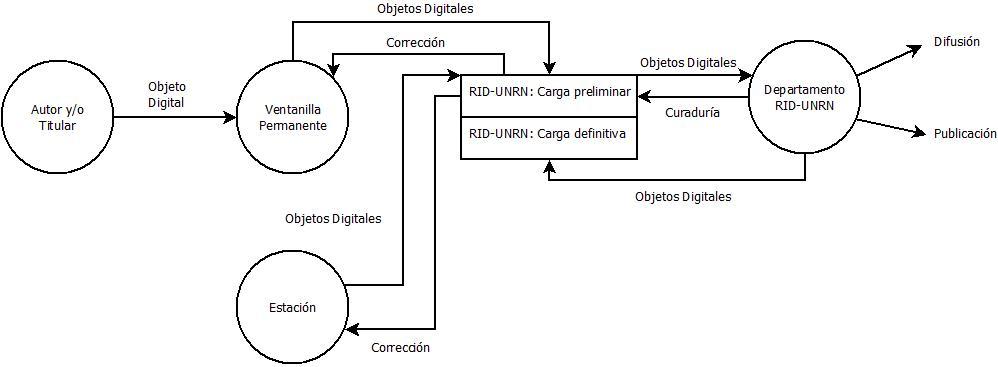 Objetos Digitales
Corrección
Difusión
Objeto
Digital
Objetos Digitales
Autor y/o
Titular
Ventanilla
Permanente
RID-UNRN: Carga preliminar
Departamento
RID-UNRN
Curaduría
RID-UNRN: Carga definitiva
Publicación
Objetos Digitales
Objetos Digitales
Estación
Corrección